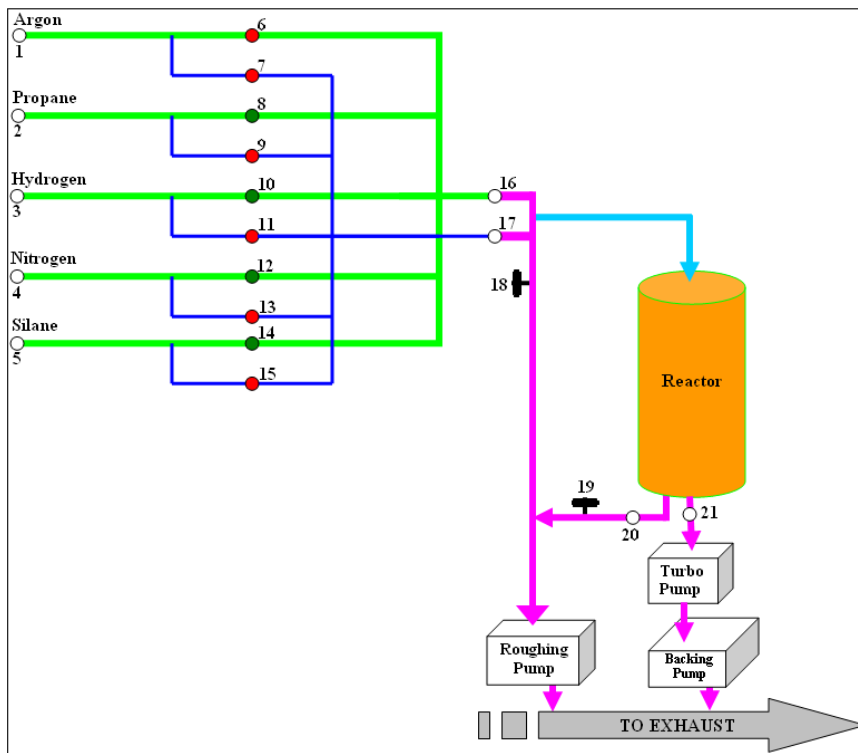 Argon
1
6
7
Propane
2
8
9
Hydrogen
3
10
11
16
17
Nitrogen
4
12
13
18
Silane
5
14
15
Reactor
19
20
21
Turbo
Pump
Roughing
Pump
Backing
Pump
TO EXHAUST